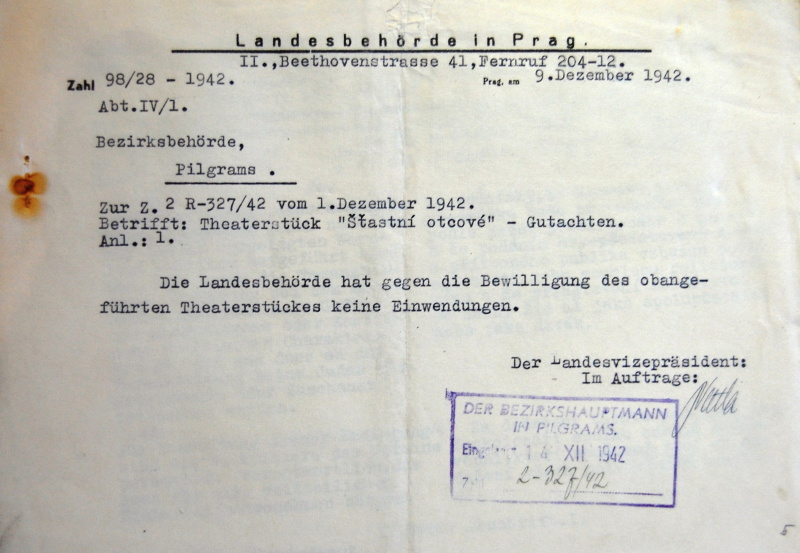 Landesbehörde in Prag.
II.,Beethovenstrasse 41,Fernruf 204-12.
Zahl 98/28 - 1942.
Prag, am 9.Dezember 1942.
Abt.IV/1.
Bezirksbehörde,
Pilgrams .
Zur Z. 2 R-327/42 vom 1.Dezember 1942.
Betrifft: Theaterstück "Šťastní otcové" - Gutachten.
Anl.: 1.
Die Landesbehörde hat gegen die Bewilligung des obange-
führten Theaterstückes keine Einwendungen.
Der Landesvizepräsident:
Im Auftrage:
DER BEZIRKSHAUPTMANN
IN PILGRAMS.
14 XII 1942
2-327/42
5